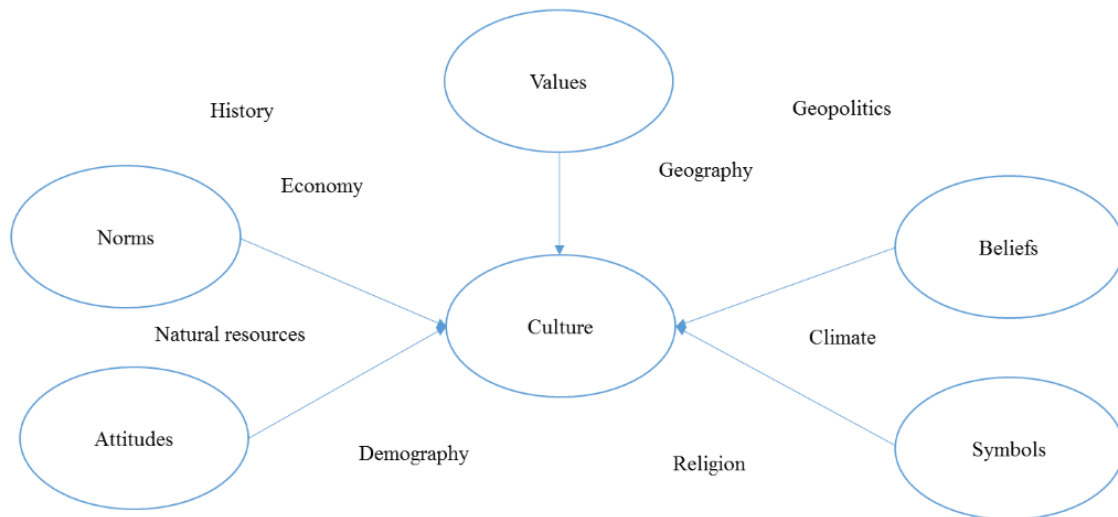 Values
History
Geopolitics
Geography
Economy
Norms
Beliefs
Culture
Natural resources
Climate
Attitudes
Demography
Religion
Symbols